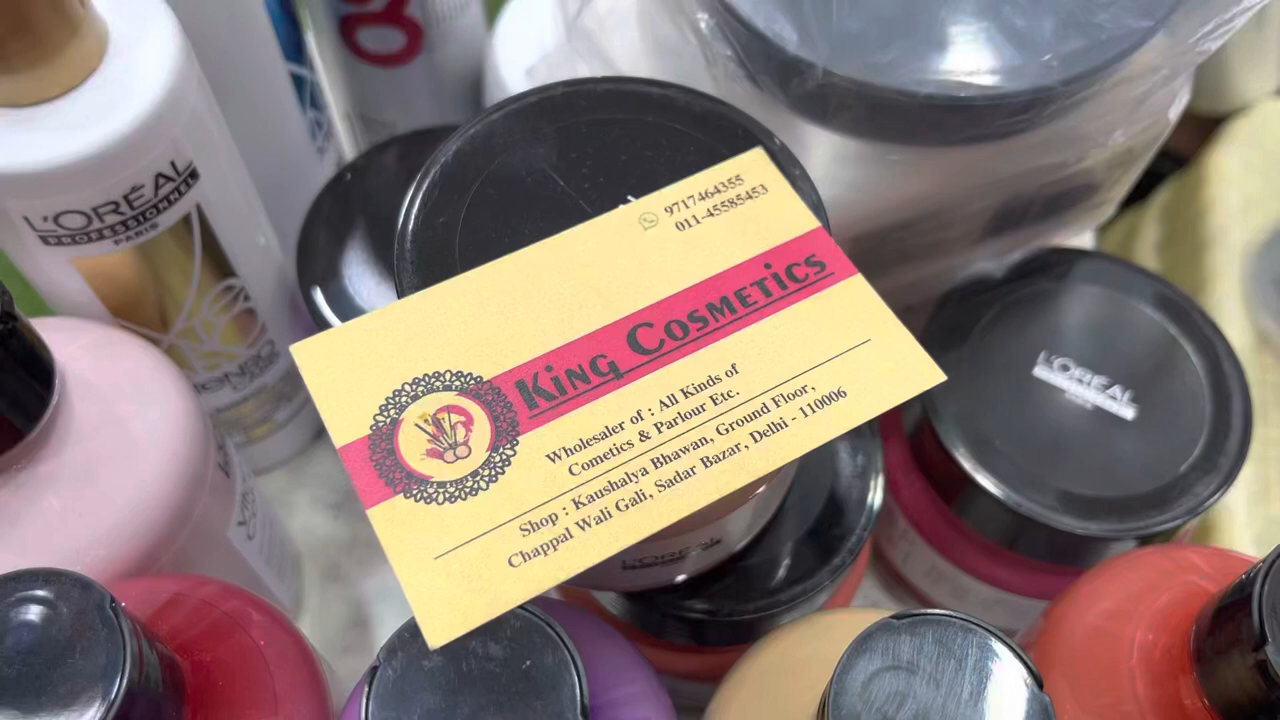 L'ORÉAL
PROFESSIONNEL
PARIS
9717464355
011-45585453
King Cosmetics
Wholesaler of : All Kinds of
Cometics & Parlour Etc.
Shop : Kaushalya Bhawan, Ground Floor,
Chappal Wali Gali, Sadar Bazar, Delhi - 110006
L'ORÉAL
L'ORÉAL